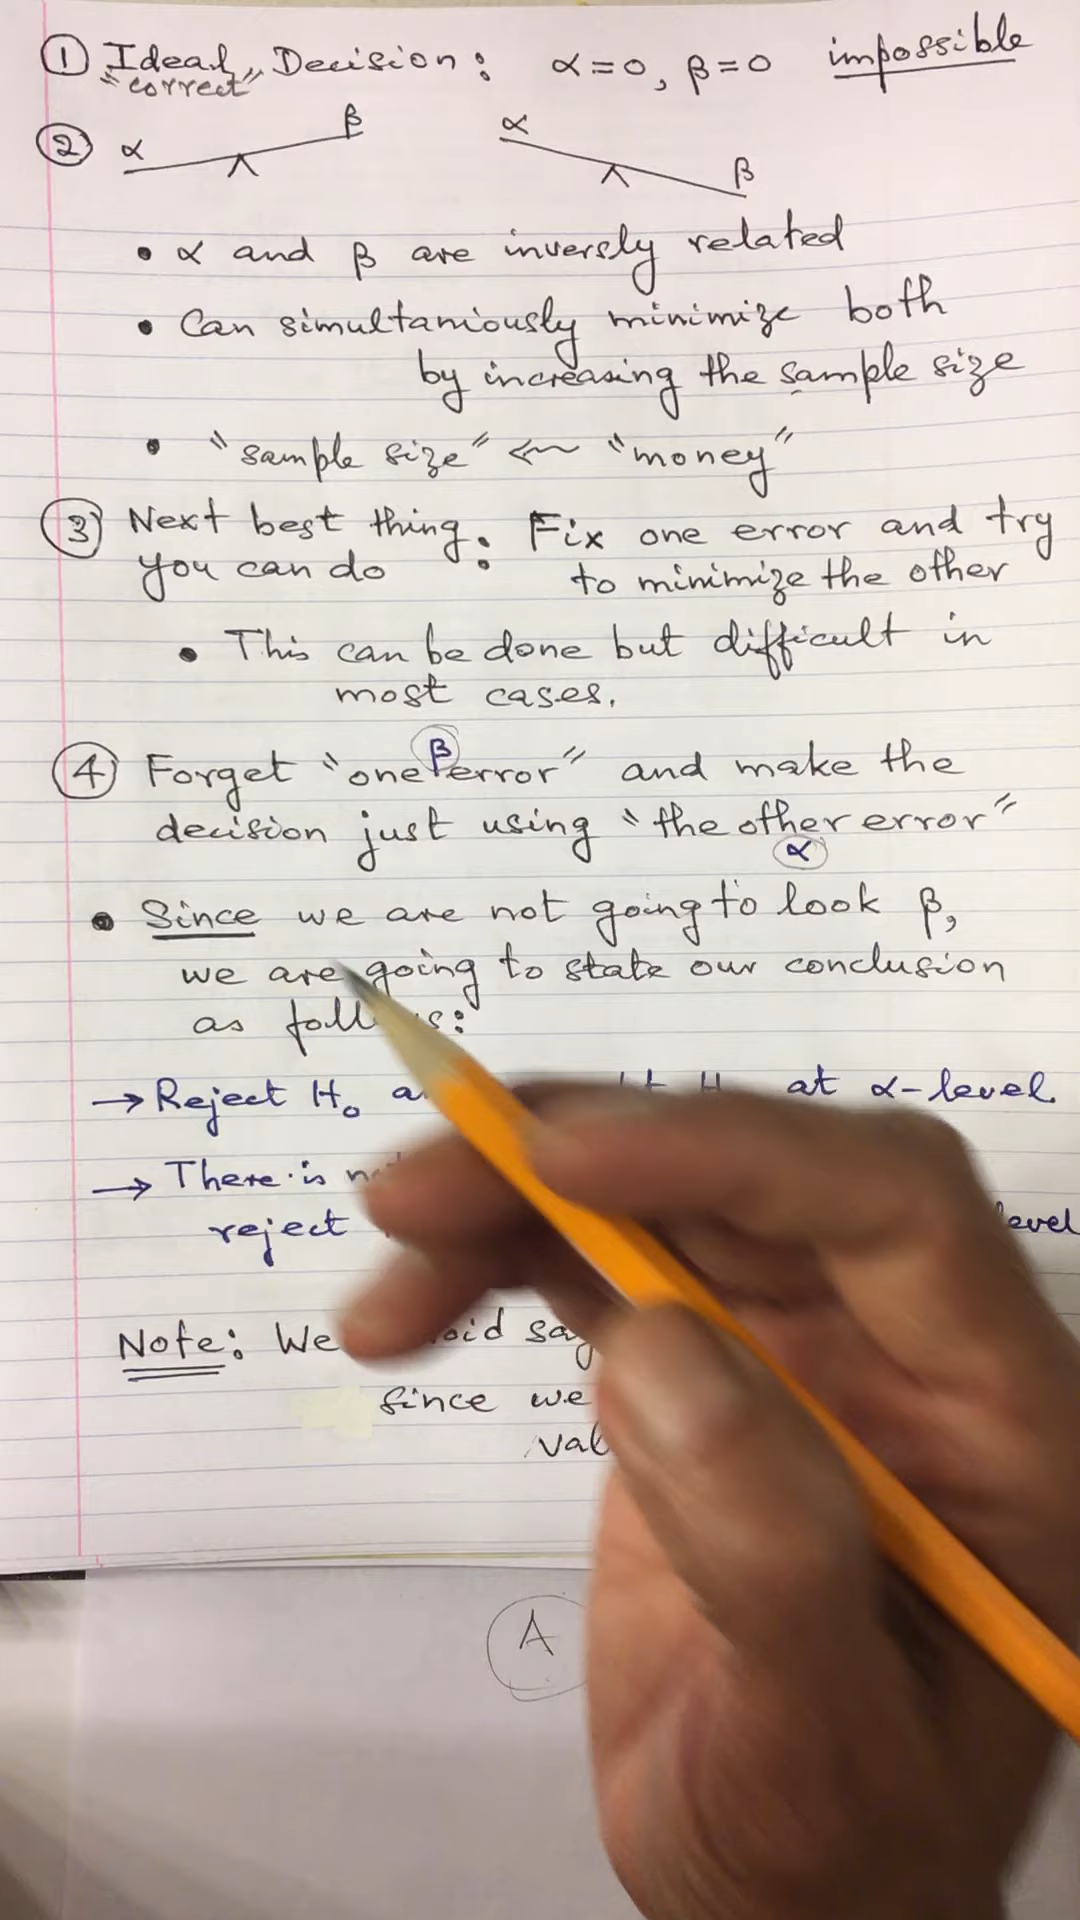 ① Ideal Decision: α=0, β=0 impossible
"correct"
② α β α β
• α and β are inversly related
• Can simultaniously minimize both
by increasing the sample size
• "sample size" ⇜ "money"
③ Next best thing: Fix one error and try
you can do to minimize the other
• This can be done but difficult in
most cases.
β
④ Forget "one error" and make the
decision just using "the other error"
α
• Since we are not going to look β,
we are going to state our conclusion
as
→ Reject H₀ at α-level
→ There is
reject level
Note: We
since we
A